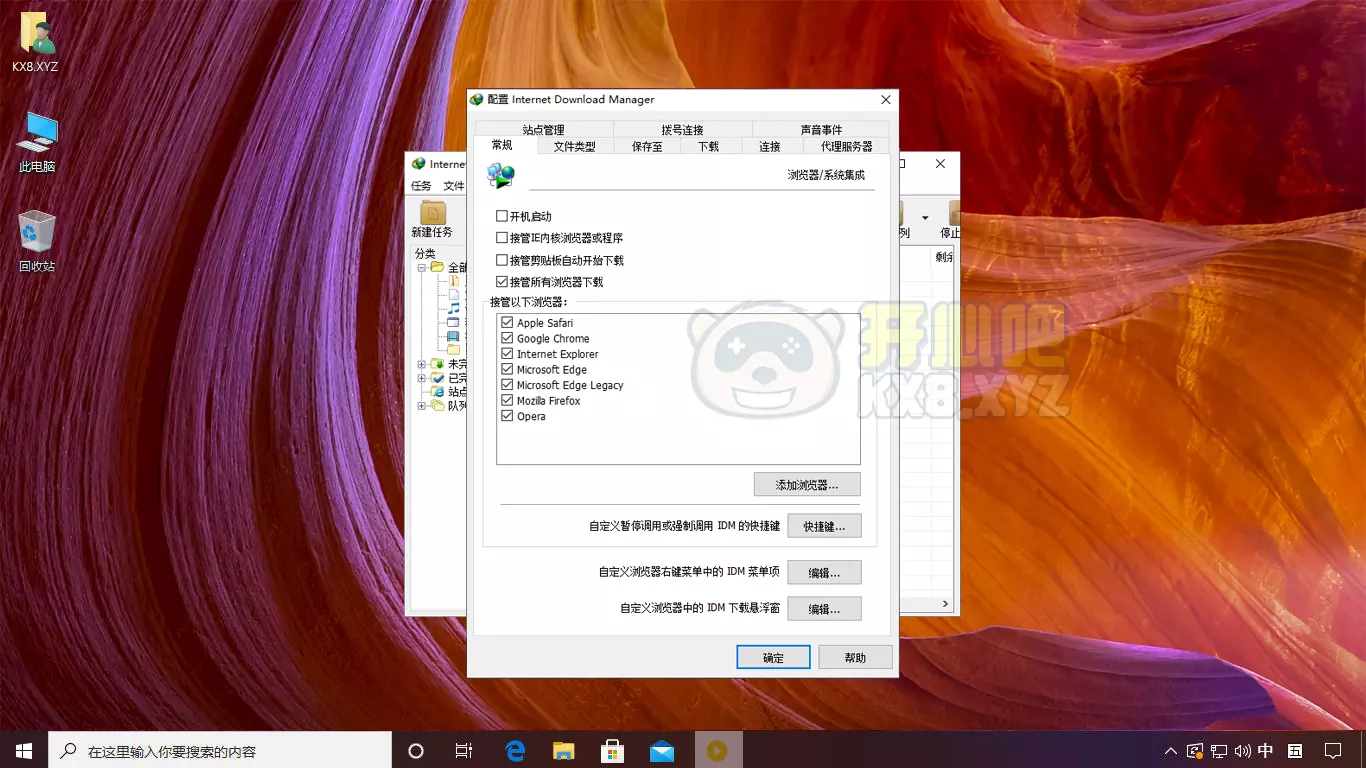 KX8.XYZ
此电脑
回收站
配置 Internet Download Manager
站点管理
拨号连接
声音事件
常规
文件类型
保存至
下载
连接
代理服务器
浏览器/系统集成
开机启动
接管IE内核浏览器或程序
接管剪贴板自动开始下载
接管所有浏览器下载
接管以下浏览器:
Apple Safari
Google Chrome
Internet Explorer
Microsoft Edge
Microsoft Edge Legacy
Mozilla Firefox
Opera
添加浏览器...
自定义暂停调用或强制调用 IDM 的快捷键
快捷键...
自定义浏览器右键菜单中的 IDM 菜单项
编辑...
自定义浏览器中的 IDM 下载悬浮窗
编辑...
确定
帮助
Interne
任务
文件
新建任务
分类
全部
未完
已完
站点
队列
列
停止
剩余
开心吧
KX8.XYZ
在这里输入你要搜索的内容
中
五